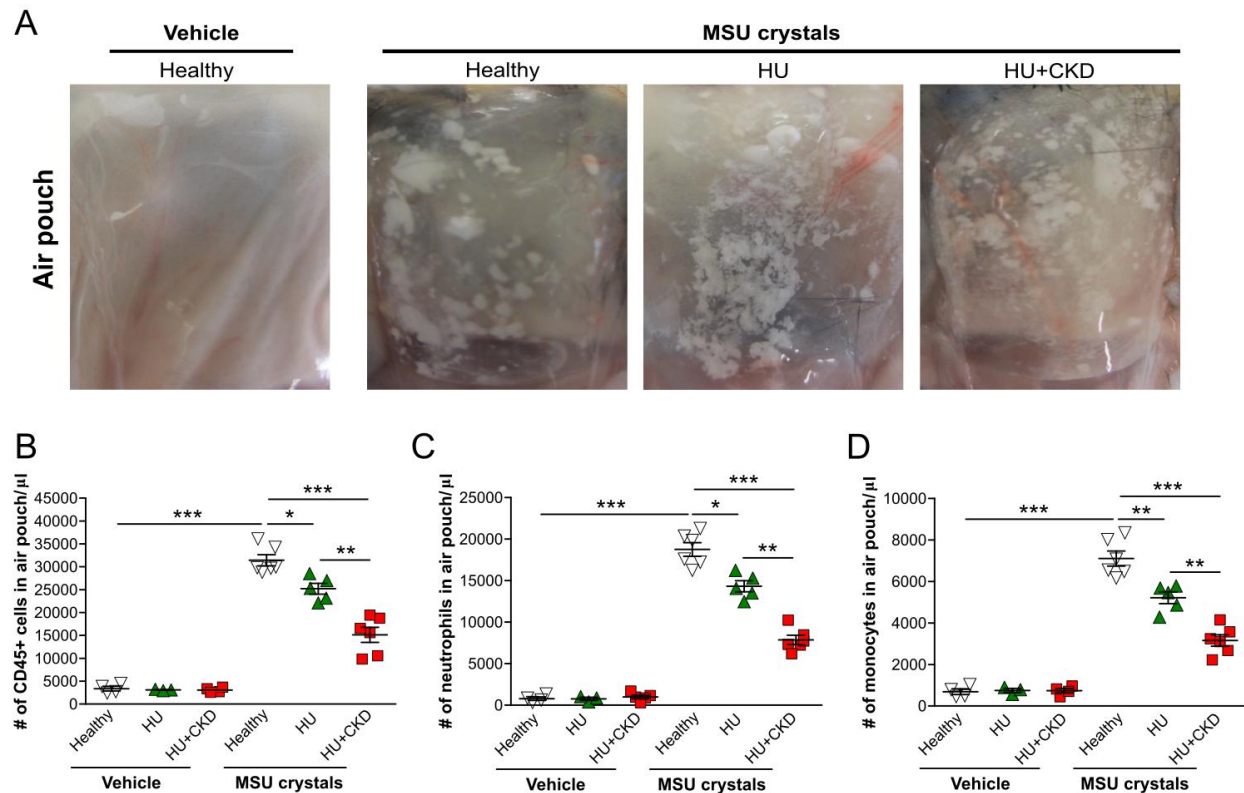 A
Vehicle
MSU crystals
Healthy
Healthy
HU
HU+CKD
Air pouch
B
# of CD45+ cells in air pouch/µl
45000
40000
35000
30000
25000
20000
15000
10000
5000
0
***
***
*
**
Healthy
HU
HU+CKD
Healthy
HU
HU+CKD
Vehicle
MSU crystals
C
# of neutrophils in air pouch/µl
25000
20000
15000
10000
5000
0
***
***
*
**
Healthy
HU
HU+CKD
Healthy
HU
HU+CKD
Vehicle
MSU crystals
D
# of monocytes in air pouch/µl
10000
8000
6000
4000
2000
0
***
***
**
**
Healthy
HU
HU+CKD
Healthy
HU
HU+CKD
Vehicle
MSU crystals